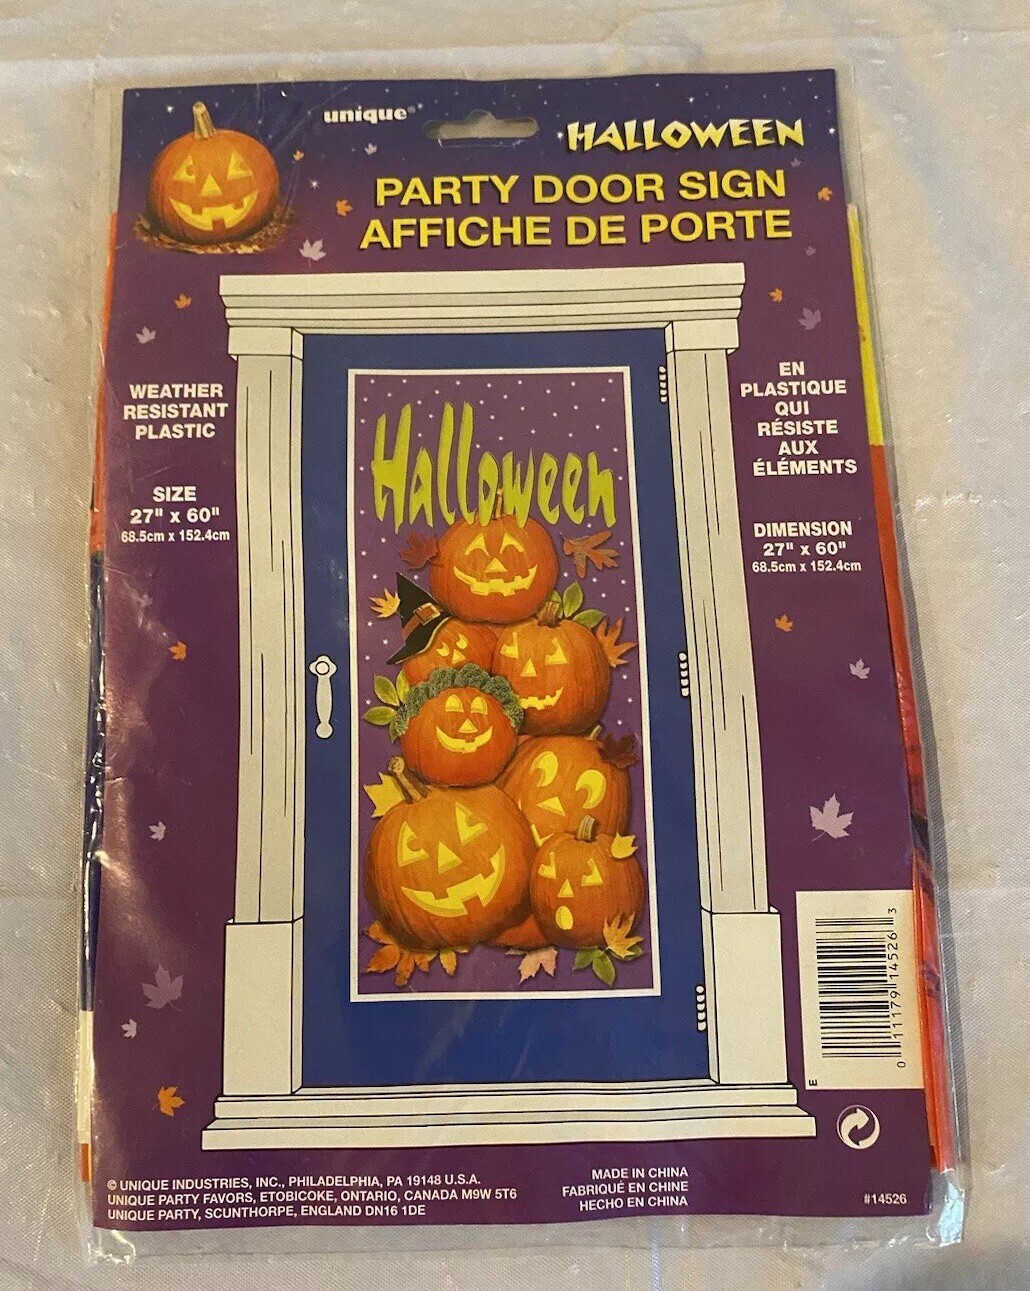 unique®
HALLOWEEN
PARTY DOOR SIGN
AFFICHE DE PORTE
WEATHER
RESISTANT
PLASTIC
SIZE
27" x 60"
68.5cm x 152.4cm
EN
PLASTIQUE
QUI
RÉSISTE
AUX
ÉLÉMENTS
DIMENSION
27" x 60"
68.5cm x 152.4cm
Halloween
0 11179 14526 3
E
© UNIQUE INDUSTRIES, INC., PHILADELPHIA, PA 19148 U.S.A.
UNIQUE PARTY FAVORS, ETOBICOKE, ONTARIO, CANADA M9W 5T6
UNIQUE PARTY, SCUNTHORPE, ENGLAND DN16 1DE
MADE IN CHINA
FABRIQUÉ EN CHINE
HECHO EN CHINA
#14526